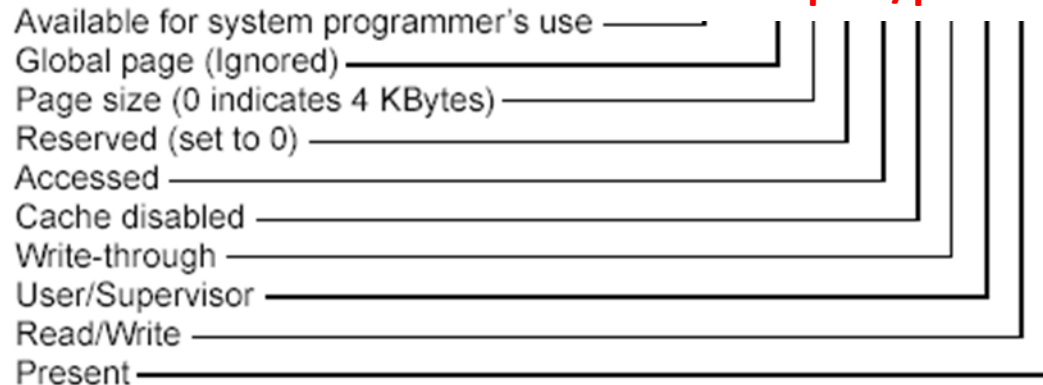 Available for system programmer's use
Global page (Ignored)
Page size (0 indicates 4 KBytes)
Reserved (set to 0)
Accessed
Cache disabled
Write-through
User/Supervisor
Read/Write
Present